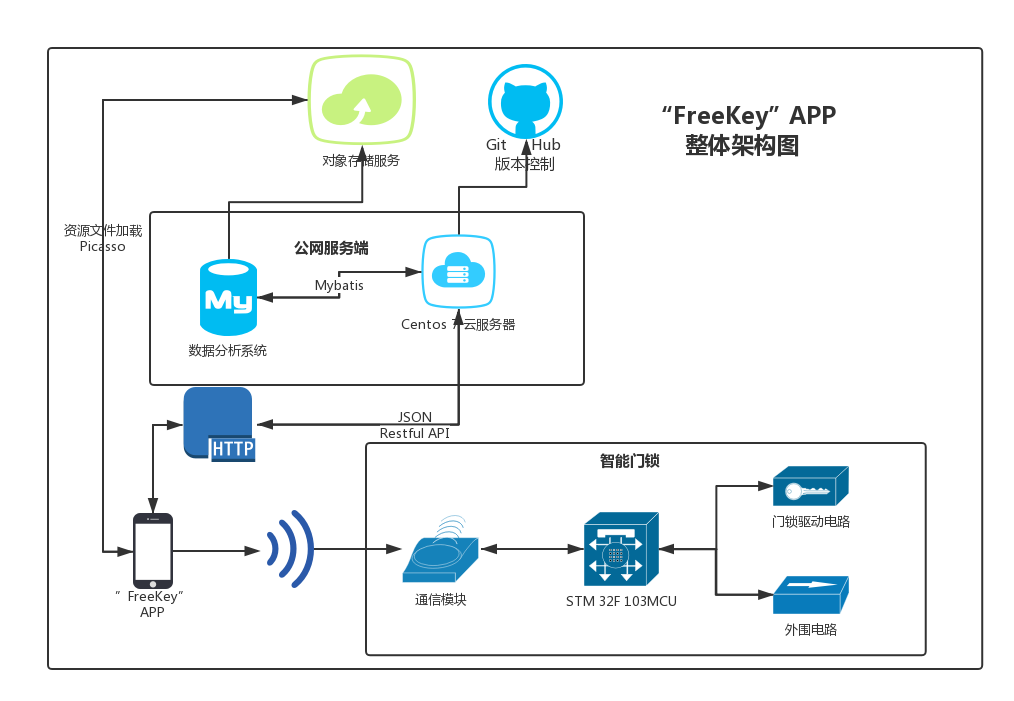 “FreeKey”APP
整体架构图
对象存储服务
Git Hub
版本控制
资源文件加载
Picasso
公网服务端
My
Mybatis
Centos 7云服务器
数据分析系统
HTTP
JSON
Restful API
智能门锁
门锁驱动电路
”FreeKey”
APP
通信模块
STM 32F 103MCU
外围电路